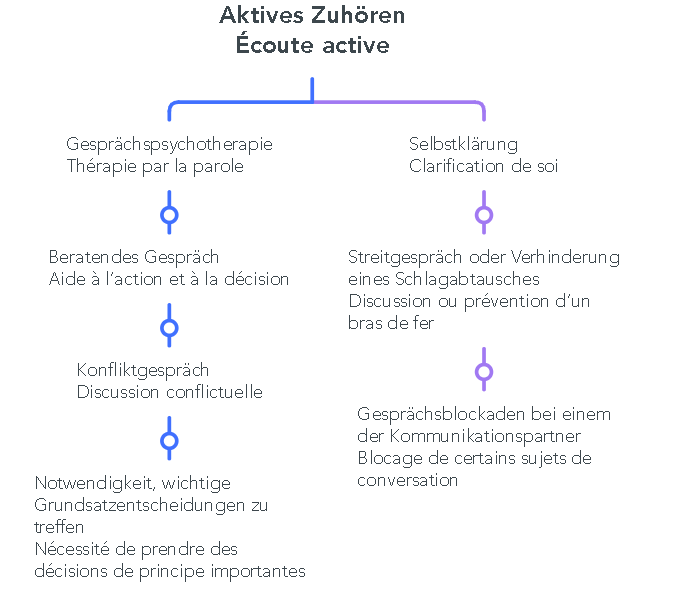 Aktives Zuhören
Écoute active
Gesprächspsychotherapie
Thérapie par la parole
Beratendes Gespräch
Aide à l’action et à la décision
Konfliktgespräch
Discussion conflictuelle
Notwendigkeit, wichtige
Grundsatzentscheidungen zu
treffen
Nécessité de prendre des
décisions de principe importantes
Selbstklärung
Clarification de soi
Streitgespräch oder Verhinderung
eines Schlagabtausches
Discussion ou prévention d’un
bras de fer
Gesprächsblockaden bei einem
der Kommunikationspartner
Blocage de certains sujets de
conversation